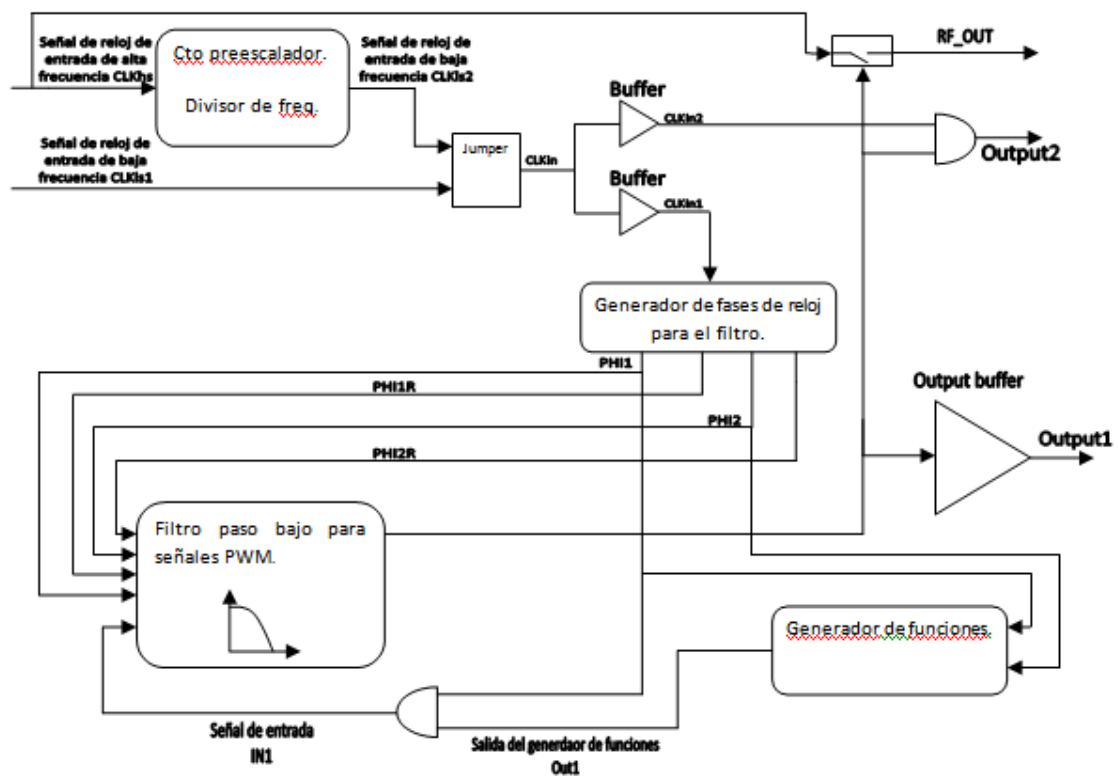 Señal de reloj de
entrada de alta
frecuencia CLKhs
Cto preescalador.
Divisor de freq.
Señal de reloj de
entrada de baja
frecuencia CLKls2
RF_OUT
Buffer
CLKin2
Output2
Señal de reloj de
entrada de baja
frecuencia CLKls1
Jumper
CLKin
Buffer
CLKin1
Generador de fases de reloj
para el filtro.
PHI1
PHI1R
PHI2
PHI2R
Output buffer
Output1
Filtro paso bajo para
señales PWM.
Generador de funciones.
Señal de entrada
IN1
Salida del generdaor de funciones
Out1